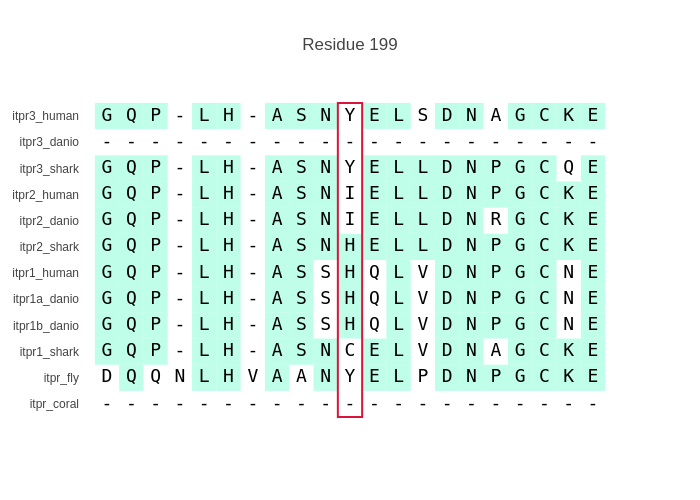 Residue 199
itpr3_human G Q P - L H - A S N Y E L S D N A G C K E
itpr3_danio - - - - - - - - - - - - - - - - - - - - -
itpr3_shark G Q P - L H - A S N Y E L L D N P G C Q E
itpr2_human G Q P - L H - A S N I E L L D N P G C K E
itpr2_danio G Q P - L H - A S N I E L L D N R G C K E
itpr2_shark G Q P - L H - A S N H E L L D N P G C K E
itpr1_human G Q P - L H - A S S H Q L V D N P G C N E
itpr1a_danio G Q P - L H - A S S H Q L V D N P G C N E
itpr1b_danio G Q P - L H - A S S H Q L V D N P G C N E
itpr1_shark G Q P - L H - A S N C E L V D N A G C K E
itpr_fly D Q Q N L H V A A N Y E L P D N P G C K E
itpr_coral - - - - - - - - - - - - - - - - - - - - -